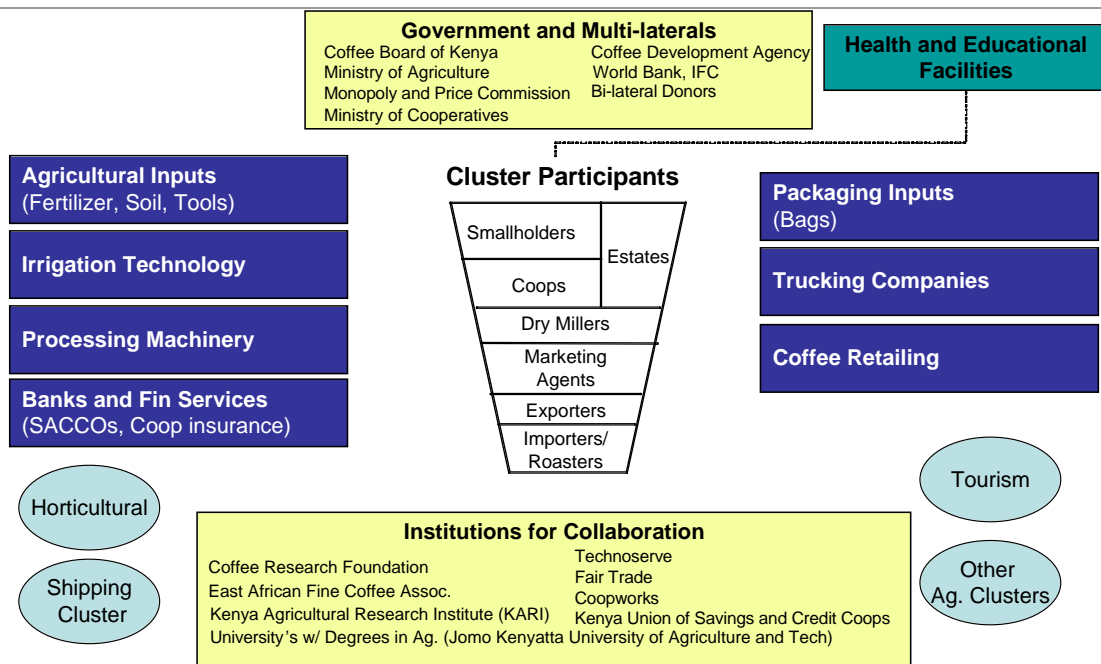 Government and Multi-laterals
Coffee Board of Kenya
Ministry of Agriculture
Monopoly and Price Commission
Ministry of Cooperatives
Coffee Development Agency
World Bank, IFC
Bi-lateral Donors
Health and Educational
Facilities
Agricultural Inputs
(Fertilizer, Soil, Tools)
Irrigation Technology
Processing Machinery
Banks and Fin Services
(SACCOs, Coop insurance)
Cluster Participants
Smallholders
Estates
Coops
Dry Millers
Marketing
Agents
Exporters
Importers/
Roasters
Packaging Inputs
(Bags)
Trucking Companies
Coffee Retailing
Horticultural
Shipping
Cluster
Tourism
Other
Ag. Clusters
Institutions for Collaboration
Coffee Research Foundation
East African Fine Coffee Assoc.
Kenya Agricultural Research Institute (KARI)
University's w/ Degrees in Ag. (Jomo Kenyatta University of Agriculture and Tech)
Technoserve
Fair Trade
Coopworks
Kenya Union of Savings and Credit Coops